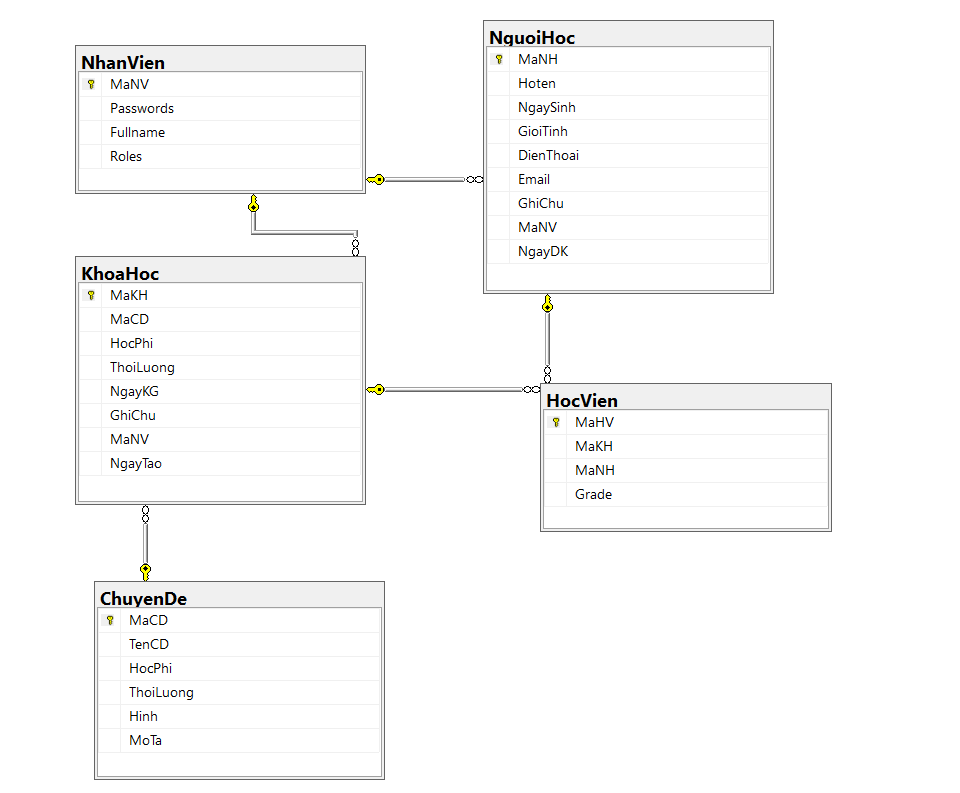 NhanVien
MaNV
Passwords
Fullname
Roles
NguoiHoc
MaNH
Hoten
NgaySinh
GioiTinh
DienThoai
Email
GhiChu
MaNV
NgayDK
KhoaHoc
MaKH
MaCD
HocPhi
ThoiLuong
NgayKG
GhiChu
MaNV
NgayTao
HocVien
MaHV
MaKH
MaNH
Grade
ChuyenDe
MaCD
TenCD
HocPhi
ThoiLuong
Hinh
MoTa